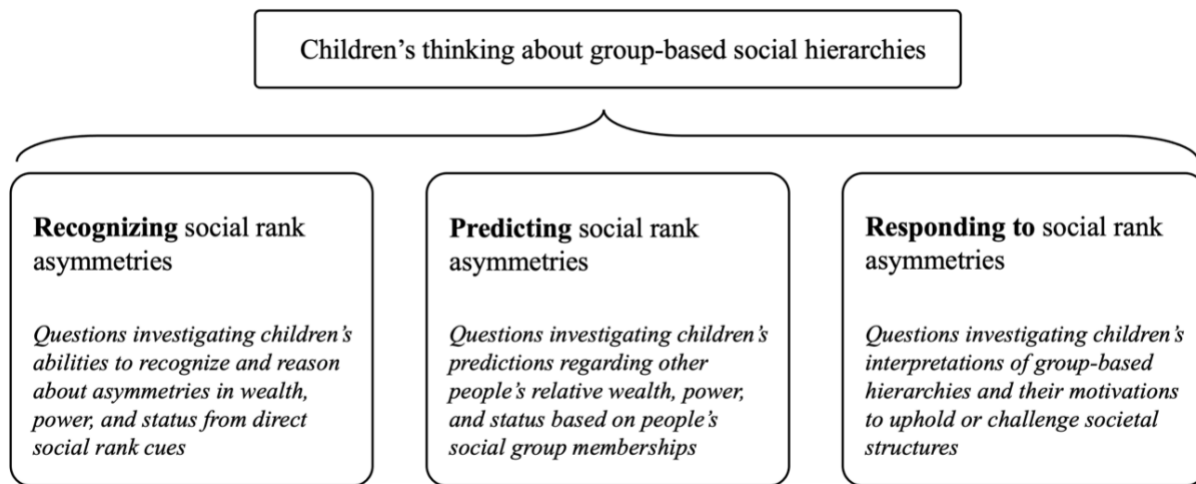 Children’s thinking about group-based social hierarchies
Recognizing social rank
asymmetries
Questions investigating children’s
abilities to recognize and reason
about asymmetries in wealth,
power, and status from direct
social rank cues
Predicting social rank
asymmetries
Questions investigating children’s
predictions regarding other
people’s relative wealth, power,
and status based on people’s
social group memberships
Responding to social rank
asymmetries
Questions investigating children’s
interpretations of group-based
hierarchies and their motivations
to uphold or challenge societal
structures